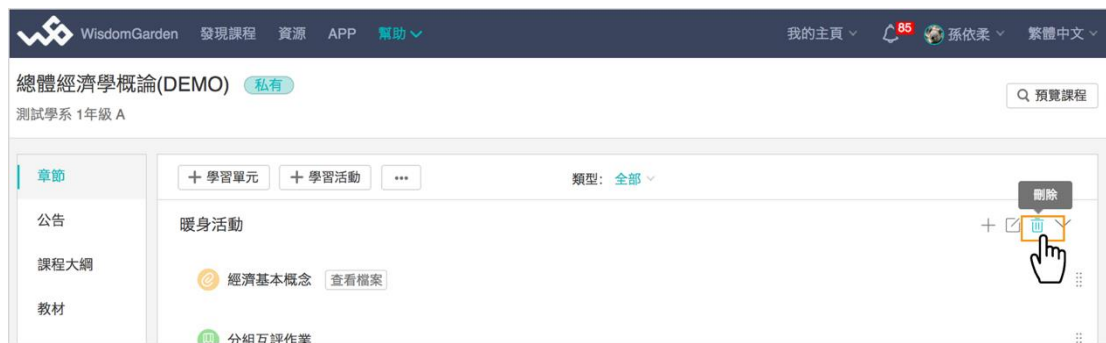 WisdomGarden 發現課程 資源 APP 幫助 我的主頁 85 孫依柔 繁體中文
總體經濟學概論(DEMO) 私有
預覽課程
測試學系 1年級 A
章節 + 學習單元 + 學習活動 ••• 類型: 全部
刪除
公告 暖身活動
課程大綱 經濟基本概念 查看檔案
教材
分組互評作業